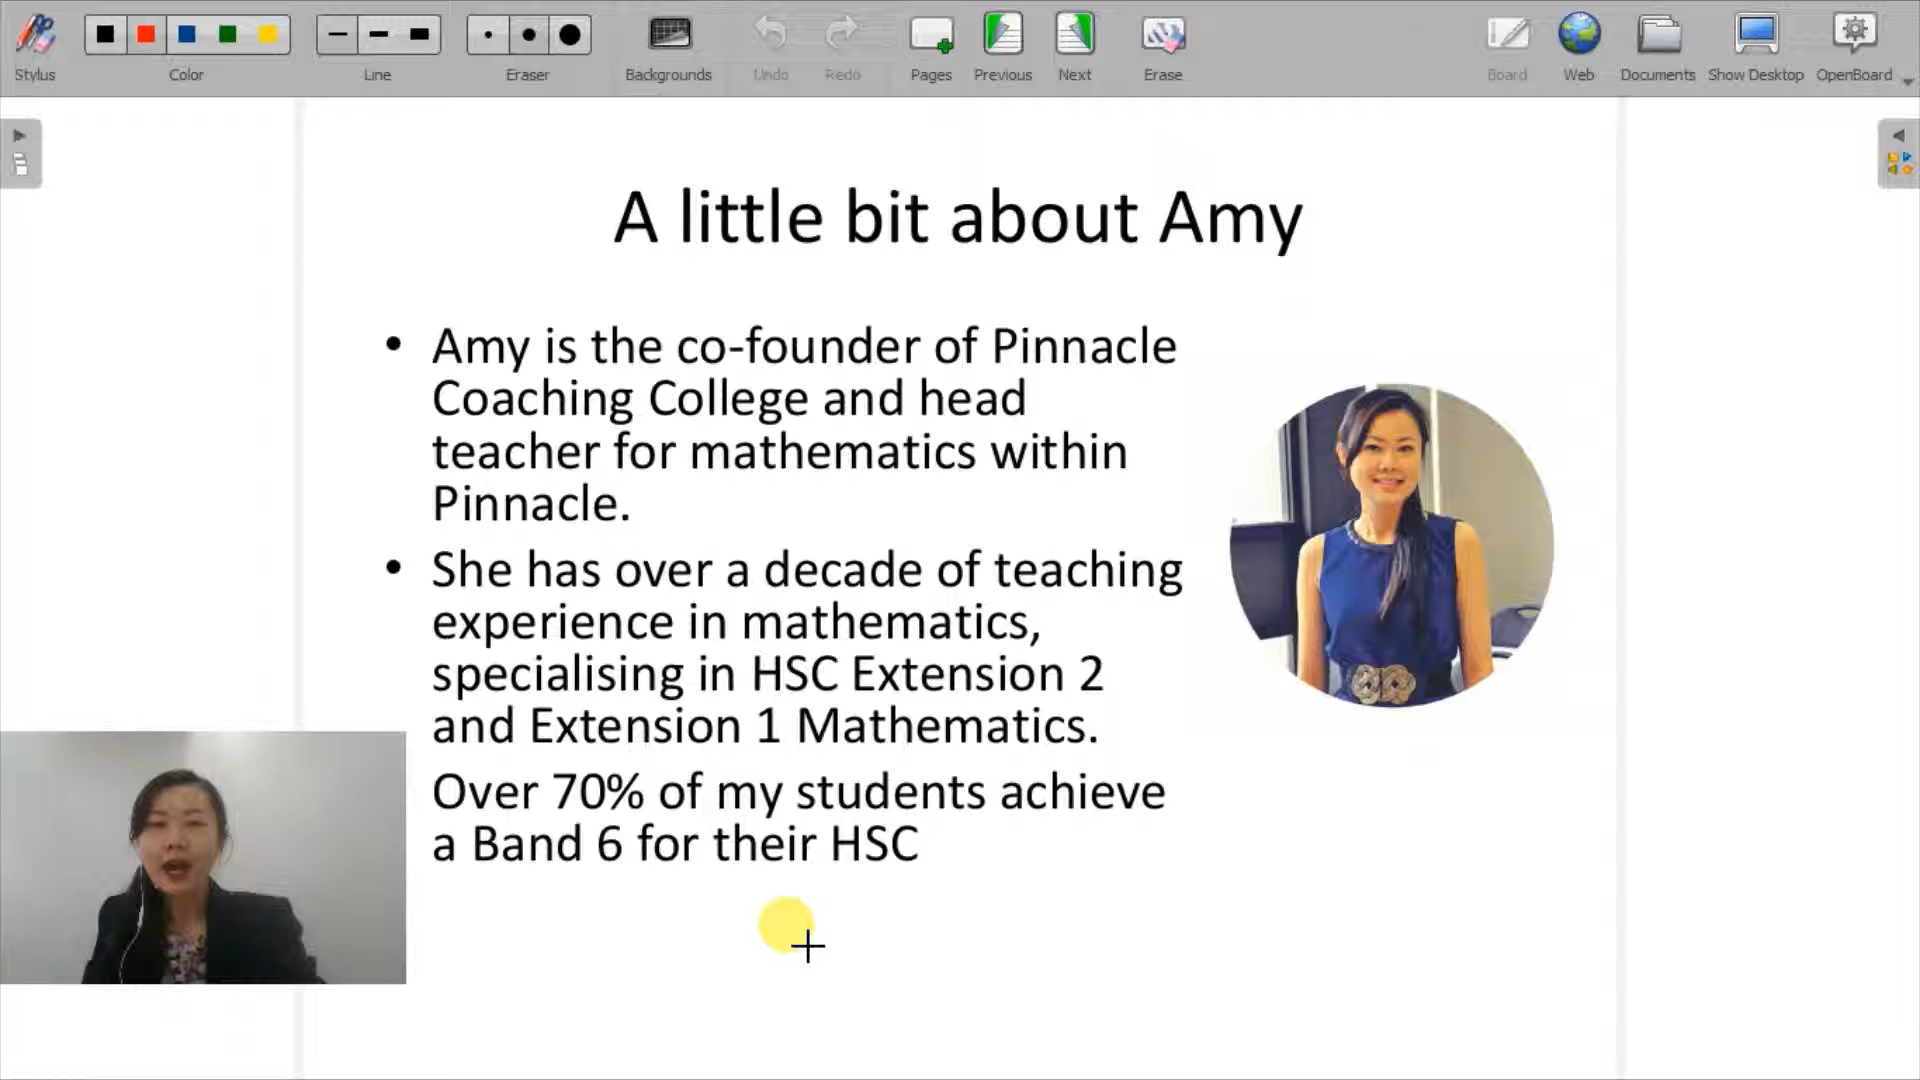 Stylus Color Line Eraser Backgrounds Undo Redo Pages Previous Next Erase Board Web Documents Show Desktop OpenBoard
A little bit about Amy
• Amy is the co-founder of Pinnacle
Coaching College and head
teacher for mathematics within
Pinnacle.
• She has over a decade of teaching
experience in mathematics,
specialising in HSC Extension 2
and Extension 1 Mathematics.
Over 70% of my students achieve
a Band 6 for their HSC